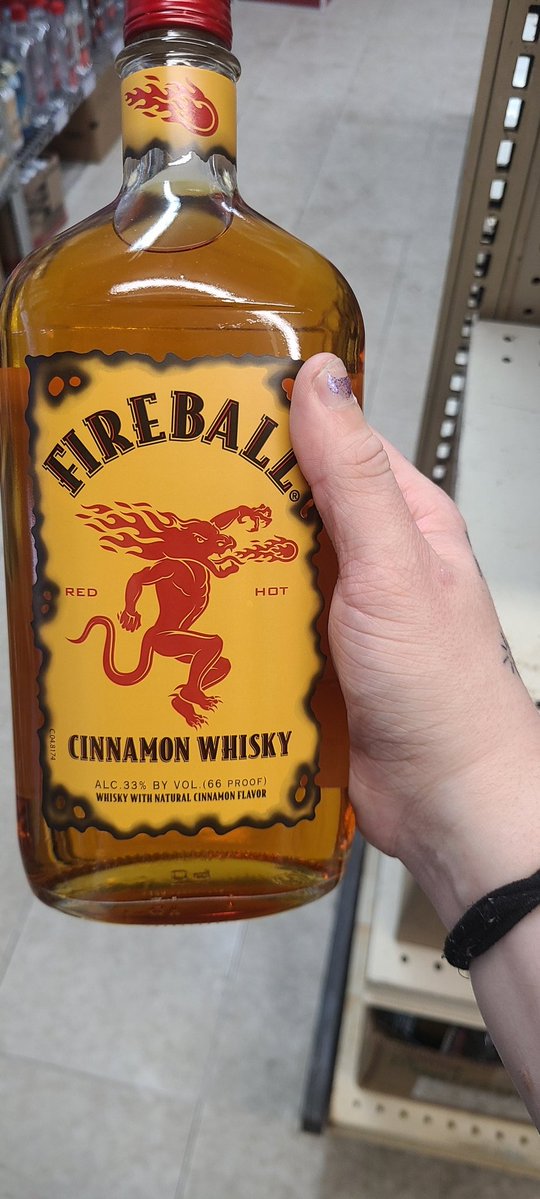 FIREBALL®
RED HOT
CINNAMON WHISKY
ALC.33% BY VOL.(66 PROOF)
WHISKY WITH NATURAL CINNAMON FLAVOR